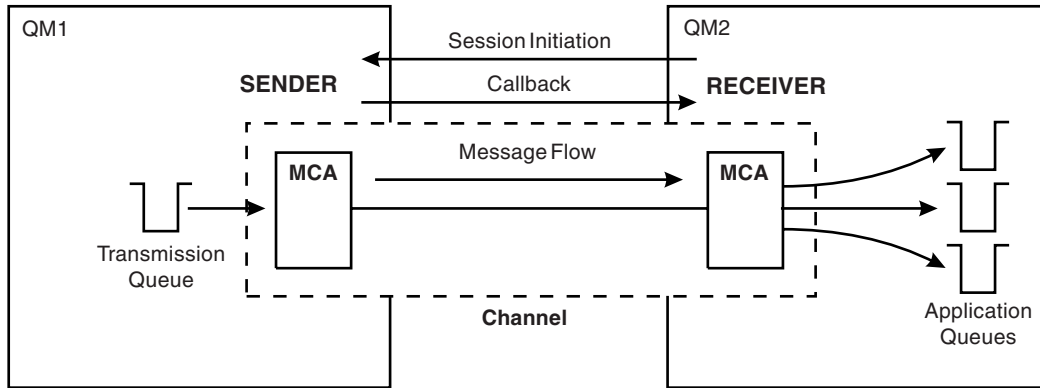 QM1
QM2
Session Initiation
SENDER
Callback
RECEIVER
Message Flow
MCA
MCA
Transmission
Queue
Channel
Application
Queues